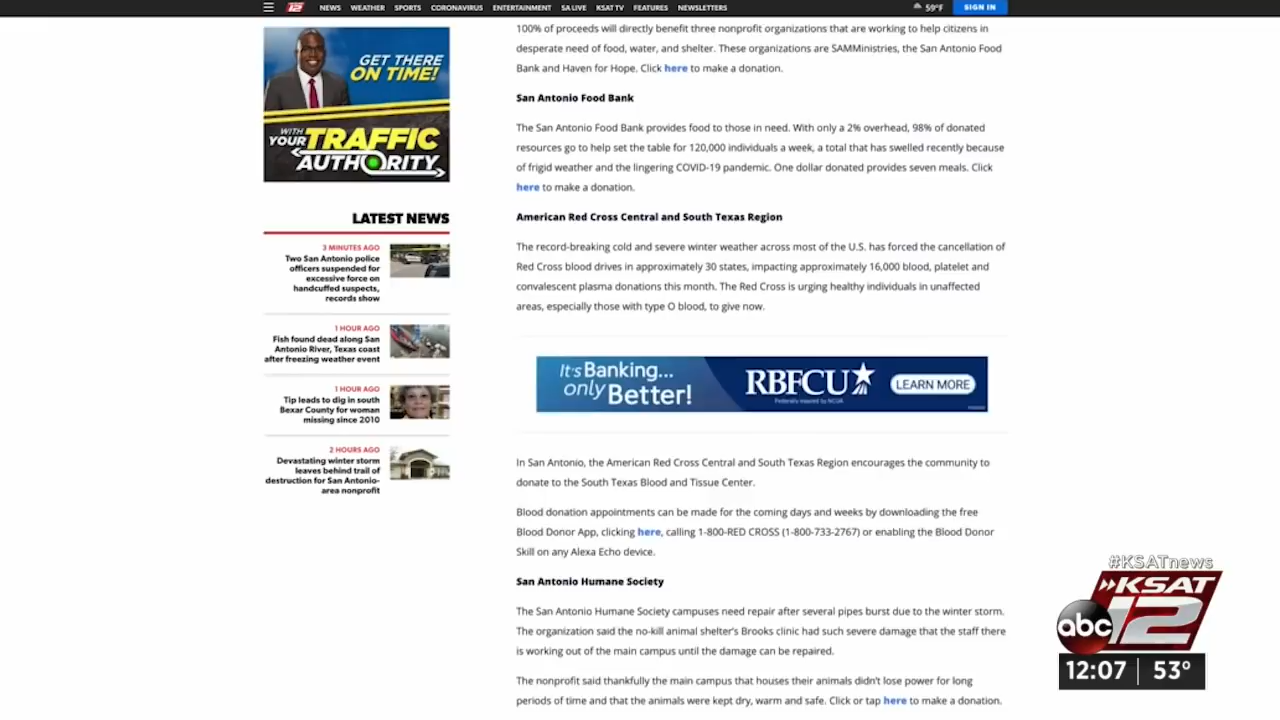 12
NEWS
WEATHER
SPORTS
CORONAVIRUS
ENTERTAINMENT
SA LIVE
KSAT TV
FEATURES
NEWSLETTERS
59°F
SIGN IN
GET THERE
ON TIME!
WITH
YOUR TRAFFIC
AUTHORITY
LATEST NEWS
3 MINUTES AGO
Two San Antonio police
officers suspended for
excessive force on
handcuffed suspects,
records show
1 HOUR AGO
Fish found dead along San
Antonio River, Texas coast
after freezing weather event
1 HOUR AGO
Tip leads to dig in south
Bexar County for woman
missing since 2010
2 HOURS AGO
Devastating winter storm
leaves behind trail of
destruction for San Antonio-
area nonprofit
100% of proceeds will directly benefit three nonprofit organizations that are working to help citizens in
desperate need of food, water, and shelter. These organizations are SAMMinistries, the San Antonio Food
Bank and Haven for Hope. Click here to make a donation.
San Antonio Food Bank
The San Antonio Food Bank provides food to those in need. With only a 2% overhead, 98% of donated
resources go to help set the table for 120,000 individuals a week, a total that has swelled recently because
of frigid weather and the lingering COVID-19 pandemic. One dollar donated provides seven meals. Click
here to make a donation.
American Red Cross Central and South Texas Region
The record-breaking cold and severe winter weather across most of the U.S. has forced the cancellation of
Red Cross blood drives in approximately 30 states, impacting approximately 16,000 blood, platelet and
convalescent plasma donations this month. The Red Cross is urging healthy individuals in unaffected
areas, especially those with type O blood, to give now.
It's Banking...
only Better!
RBFCU
Federally insured by NCUA
LEARN MORE
In San Antonio, the American Red Cross Central and South Texas Region encourages the community to
donate to the South Texas Blood and Tissue Center.
Blood donation appointments can be made for the coming days and weeks by downloading the free
Blood Donor App, clicking here, calling 1-800-RED CROSS (1-800-733-2767) or enabling the Blood Donor
Skill on any Alexa Echo device.
San Antonio Humane Society
The San Antonio Humane Society campuses need repair after several pipes burst due to the winter storm.
The organization said the no-kill animal shelter's Brooks clinic had such severe damage that the staff there
is working out of the main campus until the damage can be repaired.
The nonprofit said thankfully the main campus that houses their animals didn't lose power for long
periods of time and that the animals were kept dry, warm and safe. Click or tap here to make a donation.
#KSATnews
KSAT
abc 12
12:07 53°